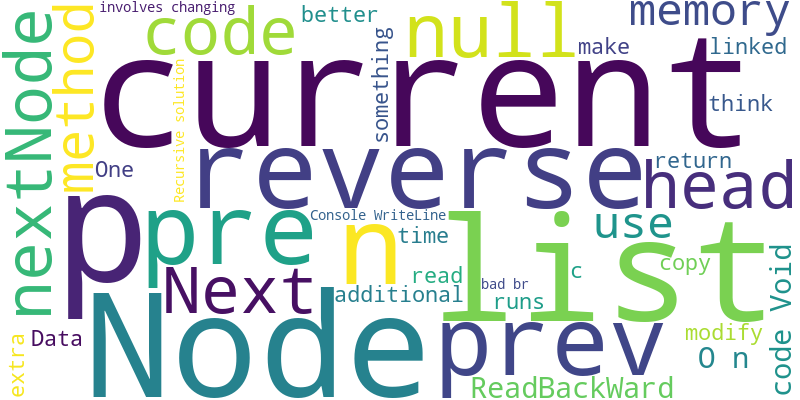 involves changing
better
memory
code
null
make
linked
nextNode
method
current
something
think
Recursive solution
One
reverse
return
head
p
pre
Console WriteLine
n
list
use
time
Next
read
additional
bad br
c
copy
runs
Node
prev
Data
extra
modify
O n
code Void
ReadBackWard